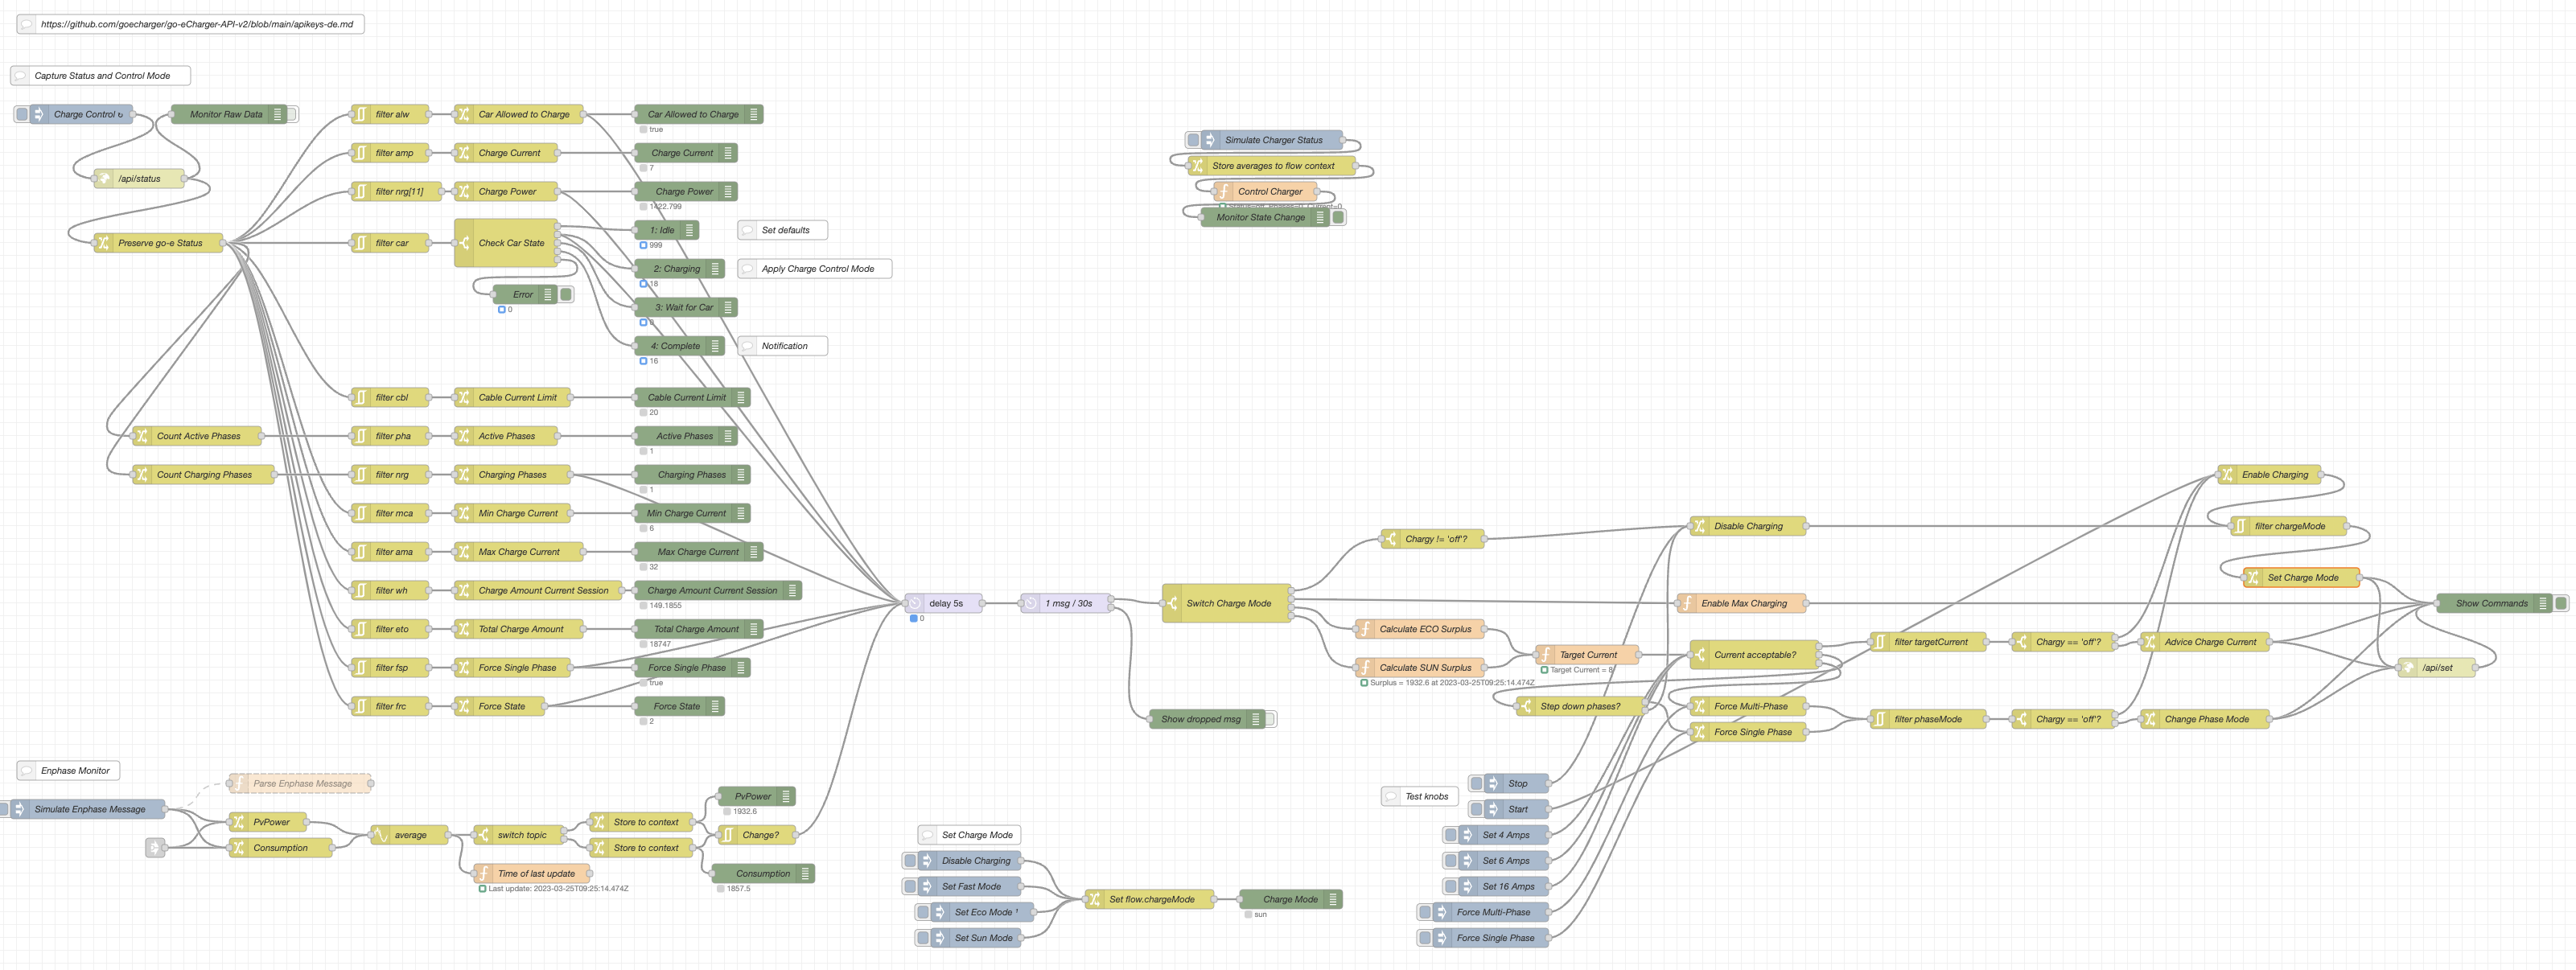 https://github.com/goecharger/go-eCharger-API-v2/blob/main/apikeys-de.md
Capture Status and Control Mode
Charge Control ↻
Monitor Raw Data
/api/status
Preserve go-e Status
Count Active Phases
Count Charging Phases
filter alw
Car Allowed to Charge
Car Allowed to Charge
true
filter amp
Charge Current
Charge Current
7
filter nrg[11]
Charge Power
Charge Power
1422.799
filter car
Check Car State
1: Idle
999
Set defaults
2: Charging
18
Apply Charge Control Mode
Error
0
3: Wait for Car
4: Complete
16
Notification
filter cbl
Cable Current Limit
Cable Current Limit
20
filter pha
Active Phases
Active Phases
1
filter nrg
Charging Phases
Charging Phases
1
filter mca
Min Charge Current
Min Charge Current
6
filter ama
Max Charge Current
Max Charge Current
32
filter wh
Charge Amount Current Session
Charge Amount Current Session
149.1855
filter eto
Total Charge Amount
Total Charge Amount
18747
filter fsp
Force Single Phase
Force Single Phase
true
filter frc
Force State
Force State
2
Simulate Charger Status
Store averages to flow context
Control Charger
Monitor State Change
delay 5s
0
1 msg / 30s
Show dropped msg
Switch Charge Mode
Chargy != 'off'?
Calculate ECO Surplus
Calculate SUN Surplus
Surplus = 1932.6 at 2023-03-25T09:25:14.474Z
Target Current
Target Current = 8
Step down phases?
Disable Charging
Enable Max Charging
Current acceptable?
Force Multi-Phase
Force Single Phase
filter targetCurrent
Chargy == 'off'?
Advice Charge Current
filter phaseMode
Chargy == 'off'?
Change Phase Mode
Enable Charging
filter chargeMode
Set Charge Mode
Show Commands
/api/set
Enphase Monitor
Parse Enphase Message
Simulate Enphase Message
PvPower
Consumption
average
switch topic
Time of last update
Last update: 2023-03-25T09:25:14.474Z
Store to context
Store to context
PvPower
1932.6
Change?
Consumption
1857.5
Set Charge Mode
Disable Charging
Set Fast Mode
Set Eco Mode ¹
Set Sun Mode
Set flow.chargeMode
Charge Mode
sun
Test knobs
Stop
Start
Set 4 Amps
Set 6 Amps
Set 16 Amps
Force Multi-Phase
Force Single Phase